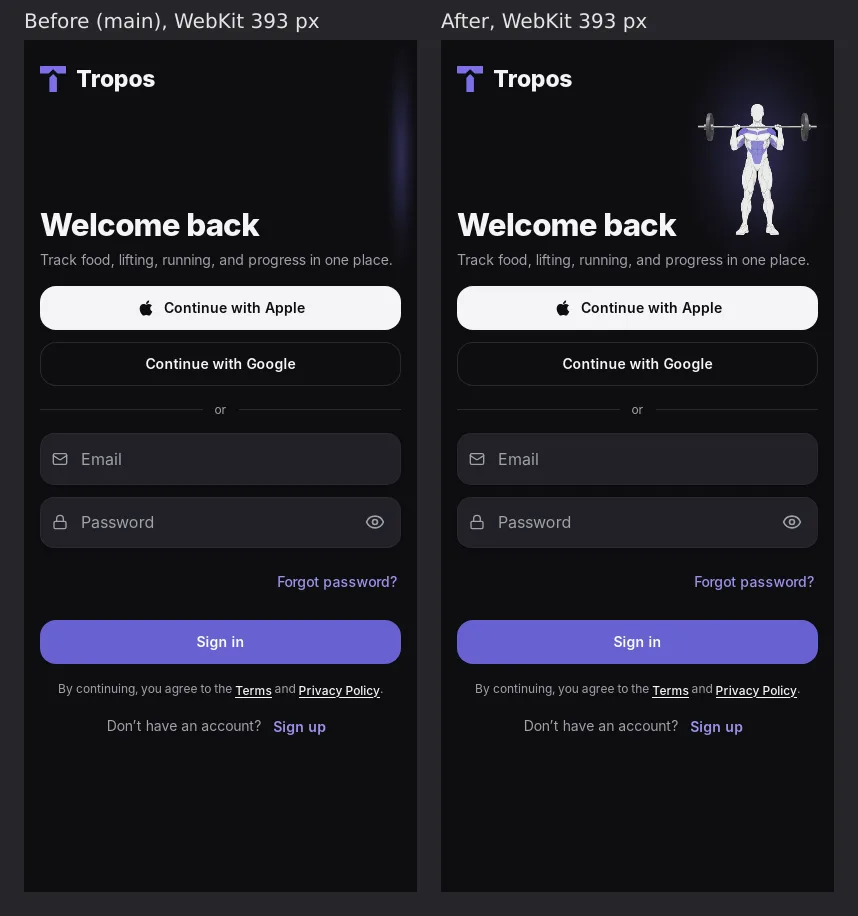 Before (main), WebKit 393 px
Tropos
Welcome back
Track food, lifting, running, and progress in one place.
Continue with Apple
Continue with Google
or
Email
Password
Forgot password?
Sign in
By continuing, you agree to the Terms and Privacy Policy.
Don’t have an account? Sign up
After, WebKit 393 px
Tropos
Welcome back
Track food, lifting, running, and progress in one place.
Continue with Apple
Continue with Google
or
Email
Password
Forgot password?
Sign in
By continuing, you agree to the Terms and Privacy Policy.
Don’t have an account? Sign up